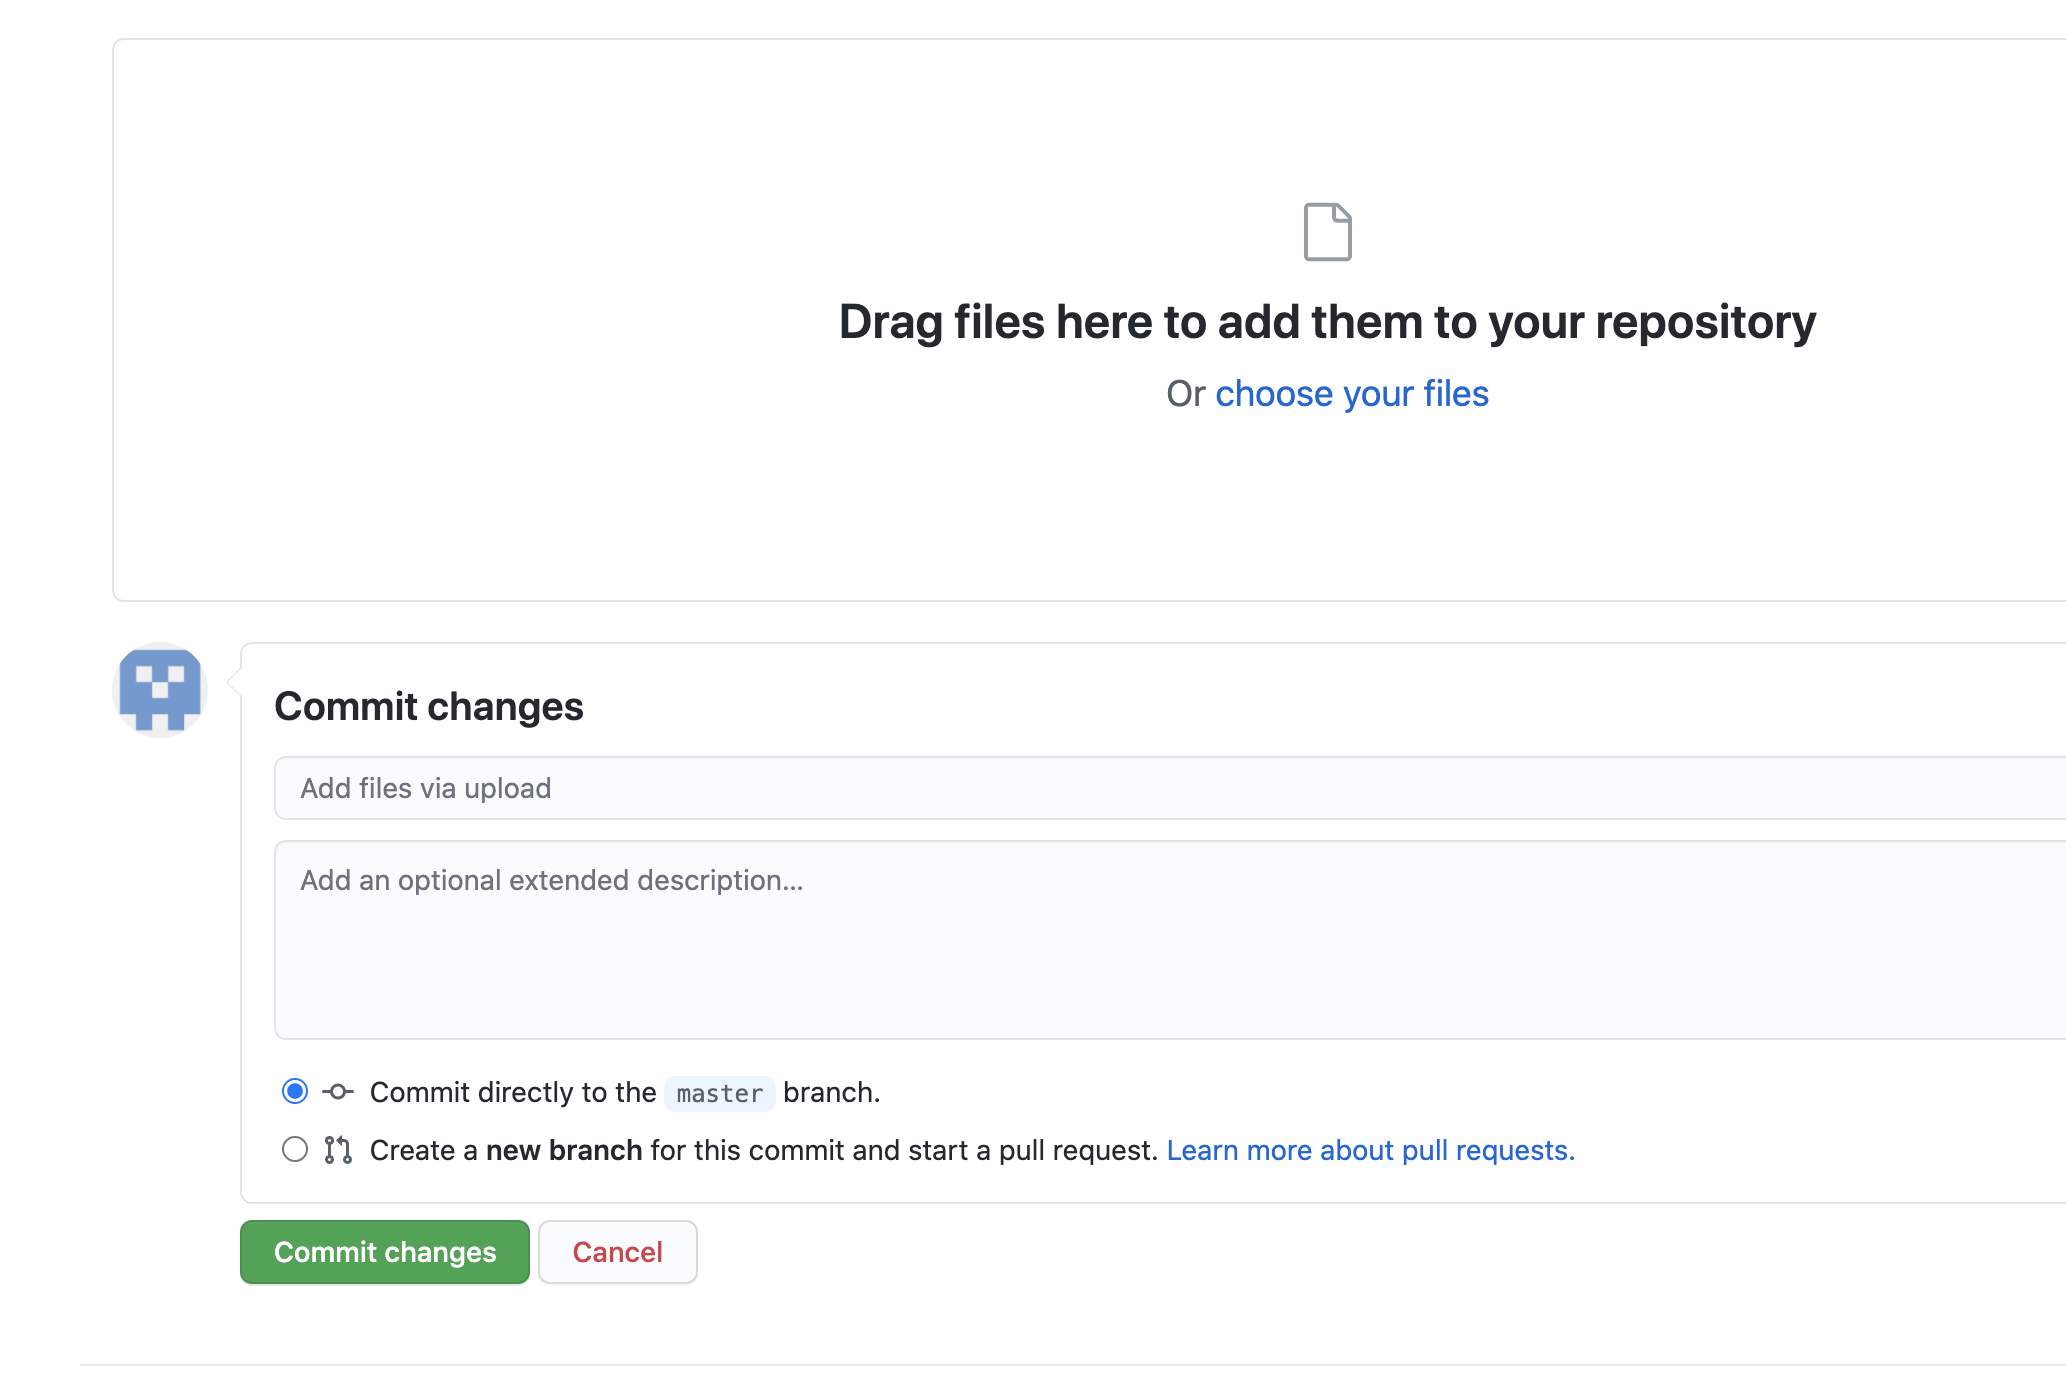 Drag files here to add them to your repository
Or choose your files
Commit changes
Add files via upload
Add an optional extended description...
Commit directly to the master branch.
Create a new branch for this commit and start a pull request. Learn more about pull requests.
Commit changes Cancel